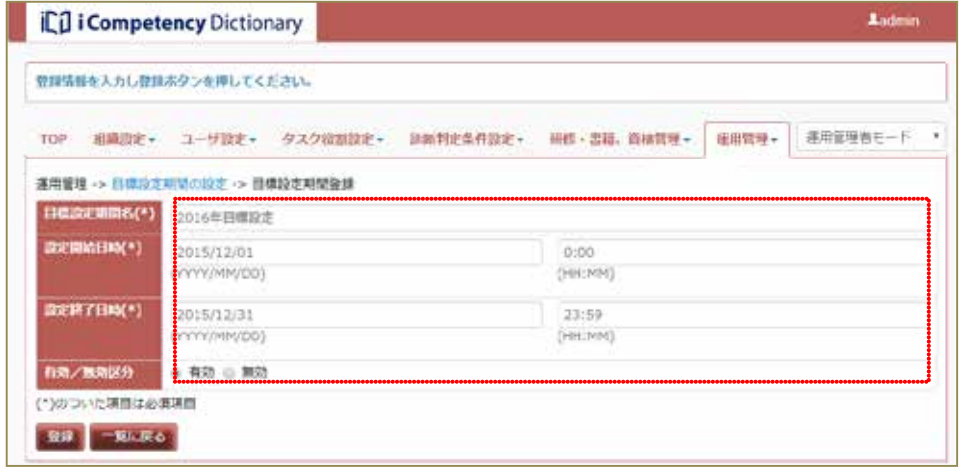 iCD i Competency Dictionary admin
登録情報を入力し登録ボタンを押してください。
TOP 組織設定 ユーザ設定 タスク役割設定 診断判定条件設定 研修・書籍、資格管理 運用管理 運用管理者モード
運用管理 -> 目標設定期間の設定 -> 目標設定期間登録
目標設定期間名(*) 2016年目標設定
設定開始日時(*) 2015/12/01 0:00
(YYYY/MM/DD) (HH:MM)
設定終了日時(*) 2015/12/31 23:59
(YYYY/MM/DD) (HH:MM)
有効／無効区分 有効 無効
(*)のついた項目は必須項目
登録 一覧に戻る